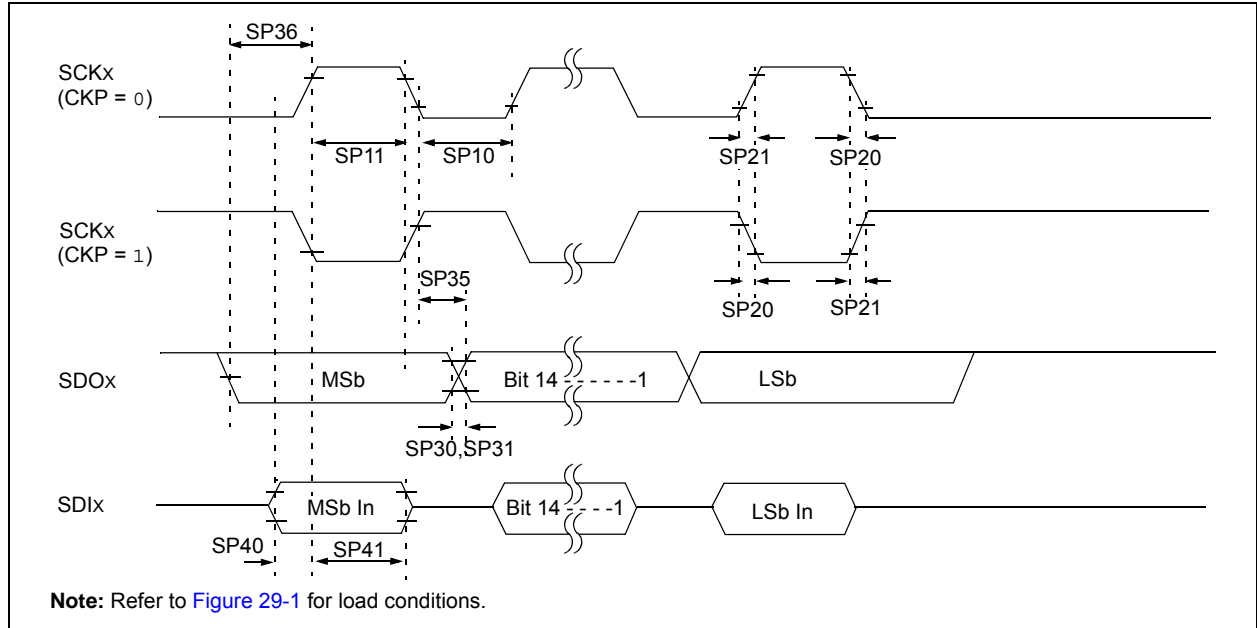 SP36
SCKx
(CKP = 0)
SP11
SP10
SP21
SP20
SCKx
(CKP = 1)
SP35
SP20
SP21
SDOx
MSb
Bit 14 - - - - - -1
LSb
SP30,SP31
SDIx
MSb In
Bit 14 - - - -1
LSb In
SP40
SP41
Note: Refer to Figure 29-1 for load conditions.